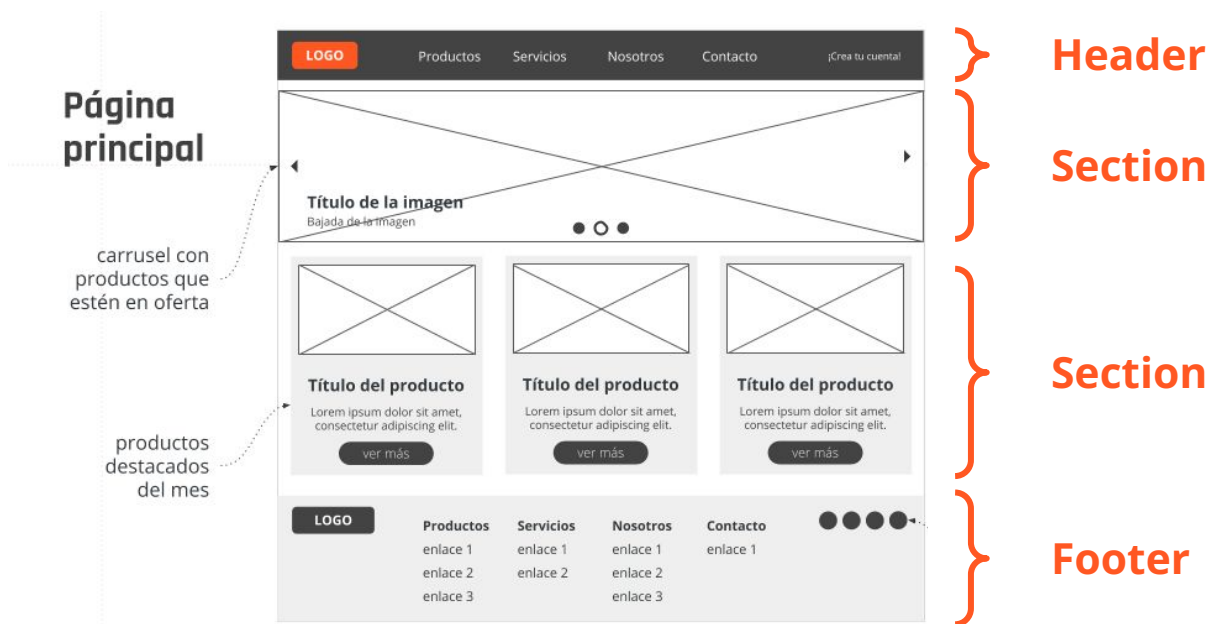 LOGO
Productos
Servicios
Nosotros
Contacto
¡Crea tu cuenta!
Header
Página
principal
Section
Título de la imagen
Bajada de la imagen
carrusel con
productos que
estén en oferta
Section
Título del producto
Lorem ipsum dolor sit amet,
consectetur adipiscing elit.
ver más
Título del producto
Lorem ipsum dolor sit amet,
consectetur adipiscing elit.
ver más
Título del producto
Lorem ipsum dolor sit amet,
consectetur adipiscing elit.
ver más
productos
destacados
del mes
LOGO
Productos
enlace 1
enlace 2
enlace 3
Servicios
enlace 1
enlace 2
Nosotros
enlace 1
enlace 2
enlace 3
Contacto
enlace 1
Footer